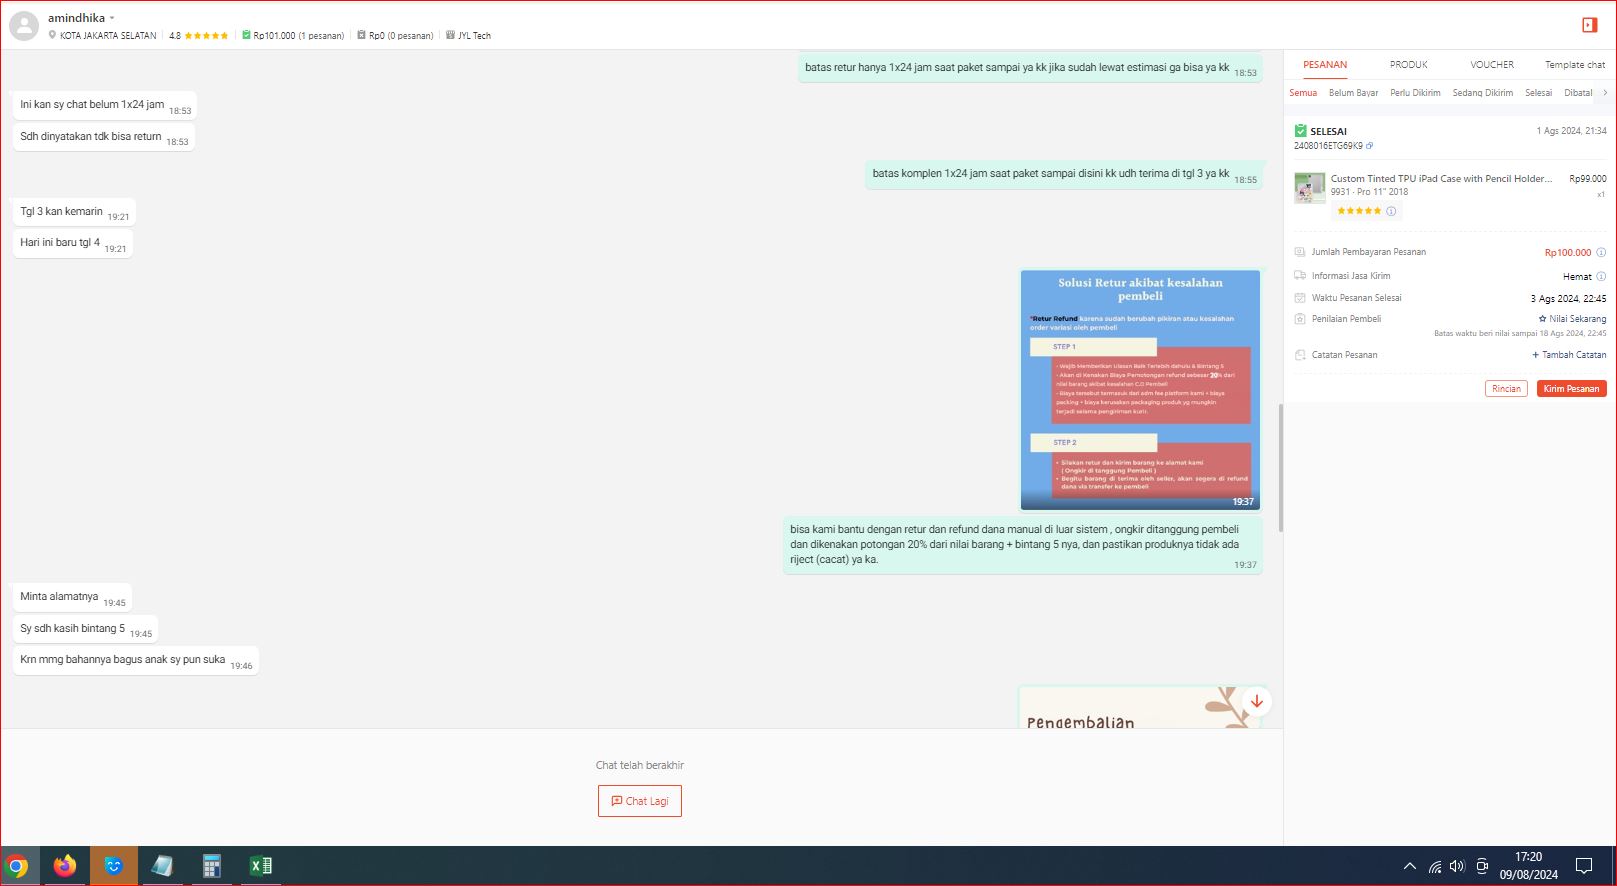 amindhika
KOTA JAKARTA SELATAN
4.8
Rp101.000 (1 pesanan)
Rp0 (0 pesanan)
JYL Tech
batas retur hanya 1x24 jam saat paket sampai ya kk jika sudah lewat estimasi ga bisa ya kk 18:53
Ini kan sy chat belum 1x24 jam 18:53
Sdh dinyatakan tdk bisa return 18:53
batas komplen 1x24 jam saat paket sampai disini kk udh terima di tgl 3 ya kk 18:55
Tgl 3 kan kemarin 19:21
Hari ini baru tgl 4 19:21
Solusi Retur akibat kesalahan
pembeli
*Retur Refund karena sudah berubah pikiran atau kesalahan
order variasi oleh pembeli
STEP 1
- Wajib Memberikan Ulasan Baik Terlebih dahulu & Bintang 5
- Akan di Kenakan Biaya Pemotongan refund sebesar 20% dari
nilai barang akibat kesalahan C.O Pembeli
- Biaya tersebut termasuk dari adm fee platform kami + biaya
packing + biaya kerusakan packaging produk yg mungkin
terjadi selama pengiriman kurir.
STEP 2
• Silakan retur dan kirim barang ke alamat kami
( Ongkir di tanggung Pembeli )
• Begitu barang di terima oleh seller, akan segera di refund
dana via transfer ke pembeli
19:37
bisa kami bantu dengan retur dan refund dana manual di luar sistem , ongkir ditanggung pembeli
dan dikenakan potongan 20% dari nilai barang + bintang 5 nya, dan pastikan produknya tidak ada
riject (cacat) ya ka.
19:37
Minta alamatnya 19:45
Sy sdh kasih bintang 5 19:45
Krn mmg bahannya bagus anak sy pun suka 19:46
Pengembalian
Chat telah berakhir
Chat Lagi
PESANAN PRODUK VOUCHER Template chat
Semua Belum Bayar Perlu Dikirim Sedang Dikirim Selesai Dibatal
SELESAI 1 Ags 2024, 21:34
2408016ETG69K9
Custom Tinted TPU iPad Case with Pencil Holder... Rp99.000
9931 - Pro 11" 2018 x1
Jumlah Pembayaran Pesanan Rp100.000
Informasi Jasa Kirim Hemat
Waktu Pesanan Selesai 3 Ags 2024, 22:45
Penilaian Pembeli Nilai Sekarang
Batas waktu beri nilai sampai 18 Ags 2024, 22:45
Catatan Pesanan + Tambah Catatan
Rincian Kirim Pesanan
17:20
09/08/2024